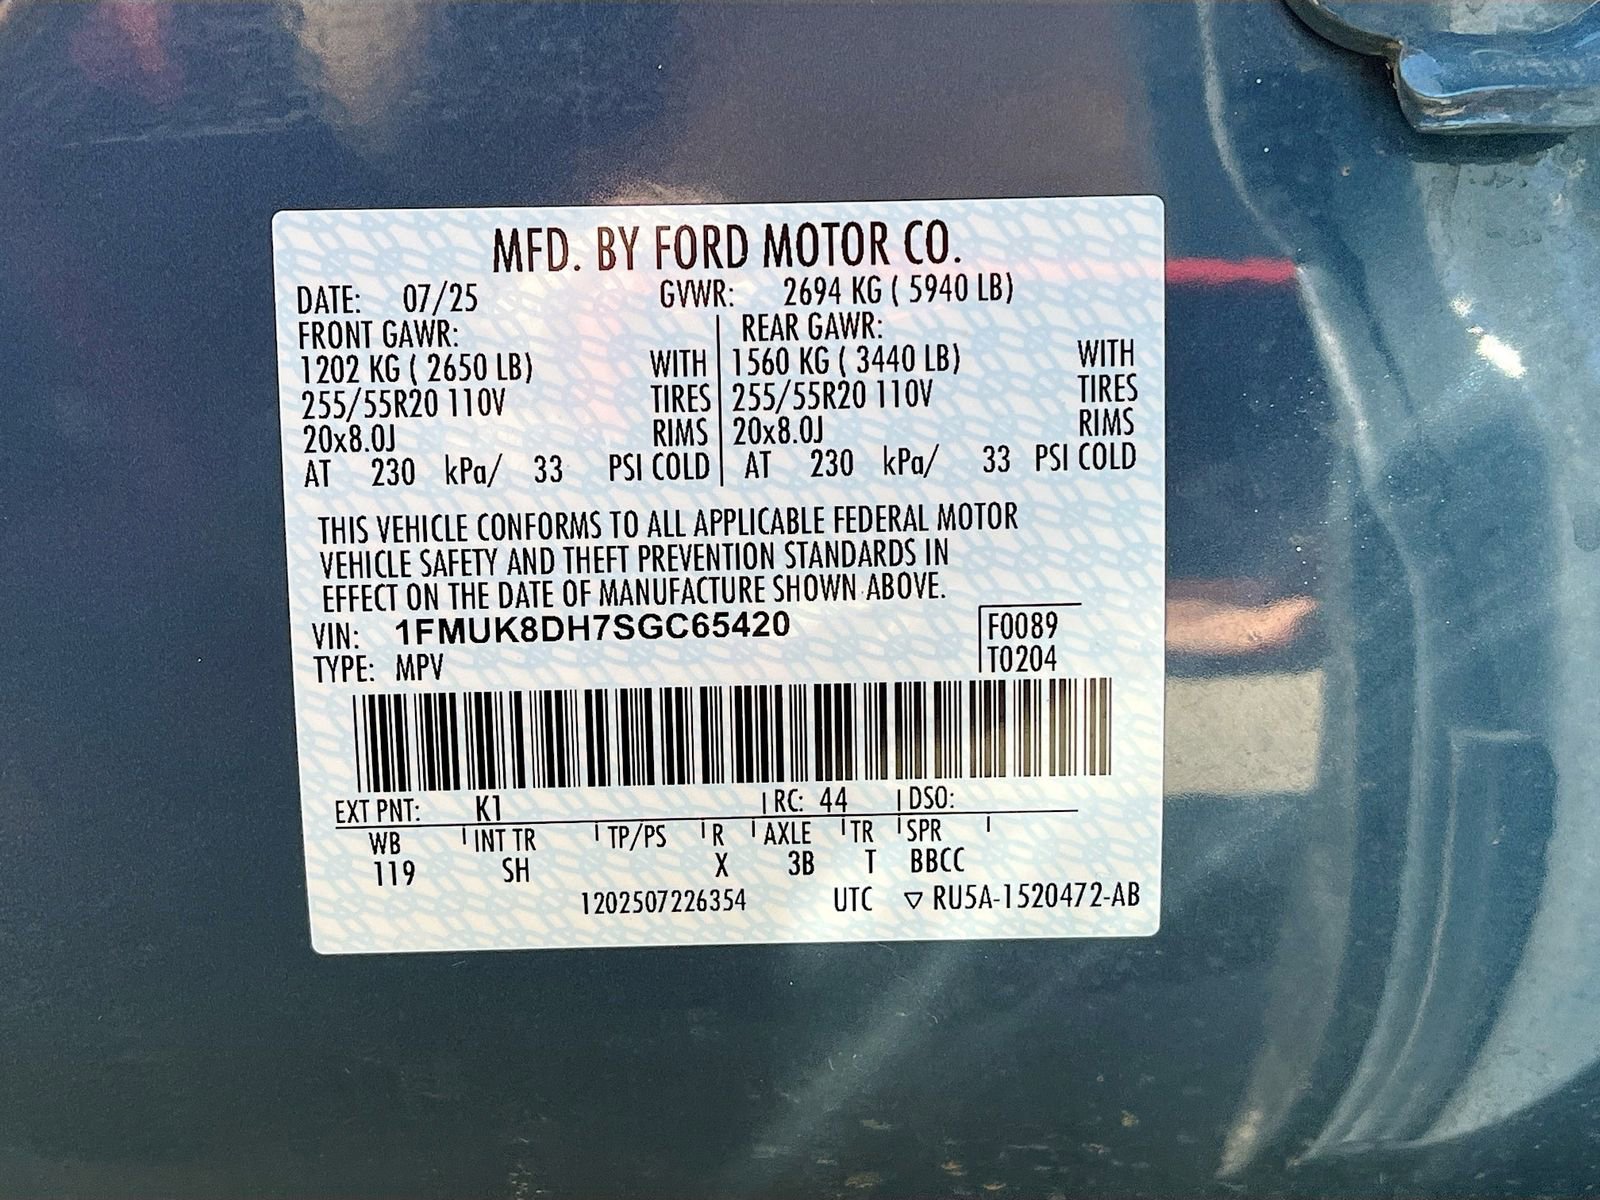 MFD. BY FORD MOTOR CO.
DATE: 07/25 GVWR: 2694 KG ( 5940 LB)
FRONT GAWR: REAR GAWR:
1202 KG ( 2650 LB) WITH 1560 KG ( 3440 LB) WITH
255/55R20 110V TIRES 255/55R20 110V TIRES
20x8.0J RIMS 20x8.0J RIMS
AT 230 kPa/ 33 PSI COLD AT 230 kPa/ 33 PSI COLD
THIS VEHICLE CONFORMS TO ALL APPLICABLE FEDERAL MOTOR
VEHICLE SAFETY AND THEFT PREVENTION STANDARDS IN
EFFECT ON THE DATE OF MANUFACTURE SHOWN ABOVE.
VIN: 1FMUK8DH7SGC65420 F0089
TYPE: MPV T0204
EXT PNT: K1 RC: 44 DSO:
WB INT TR TP/PS R AXLE TR SPR
119 SH X 3B T BBCC
1202507226354 UTC ▽ RU5A-1520472-AB